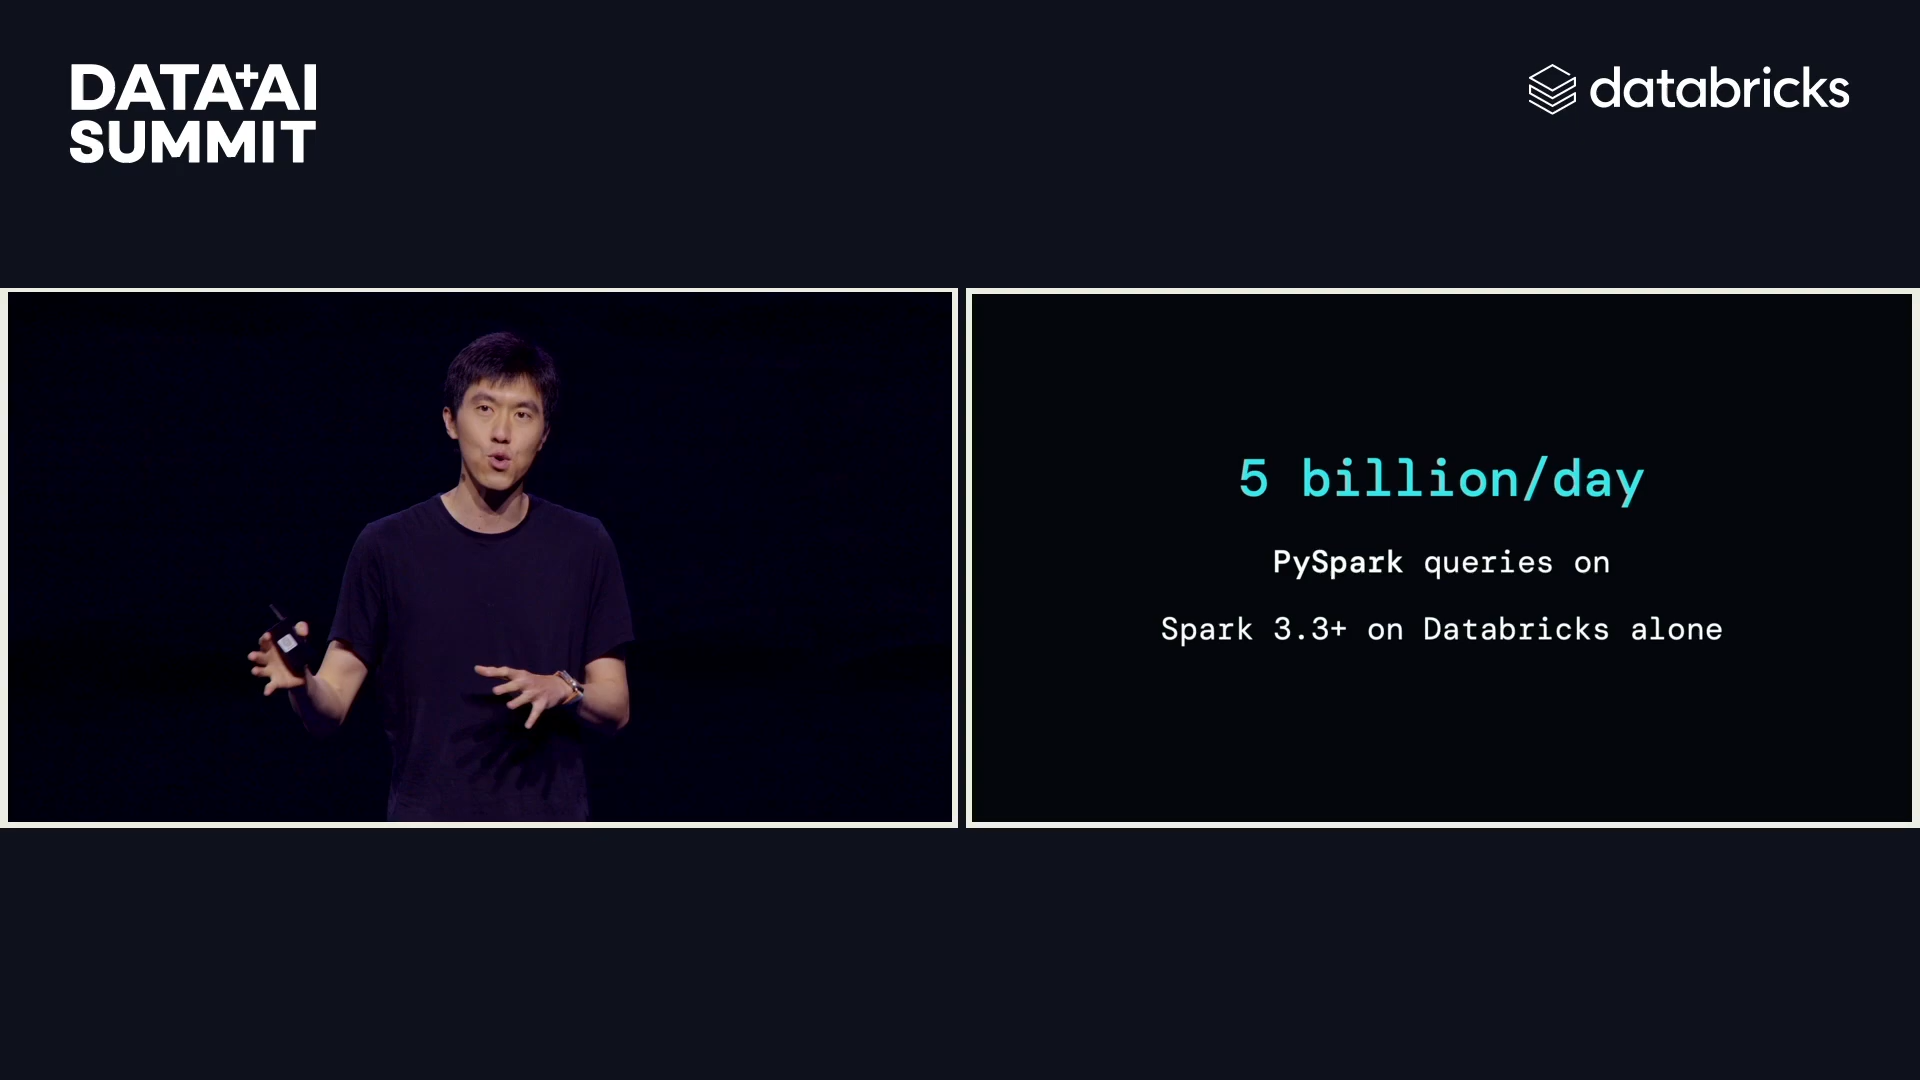 DATA+AI
SUMMIT
databricks
5 billion/day
PySpark queries on
Spark 3.3+ on Databricks alone